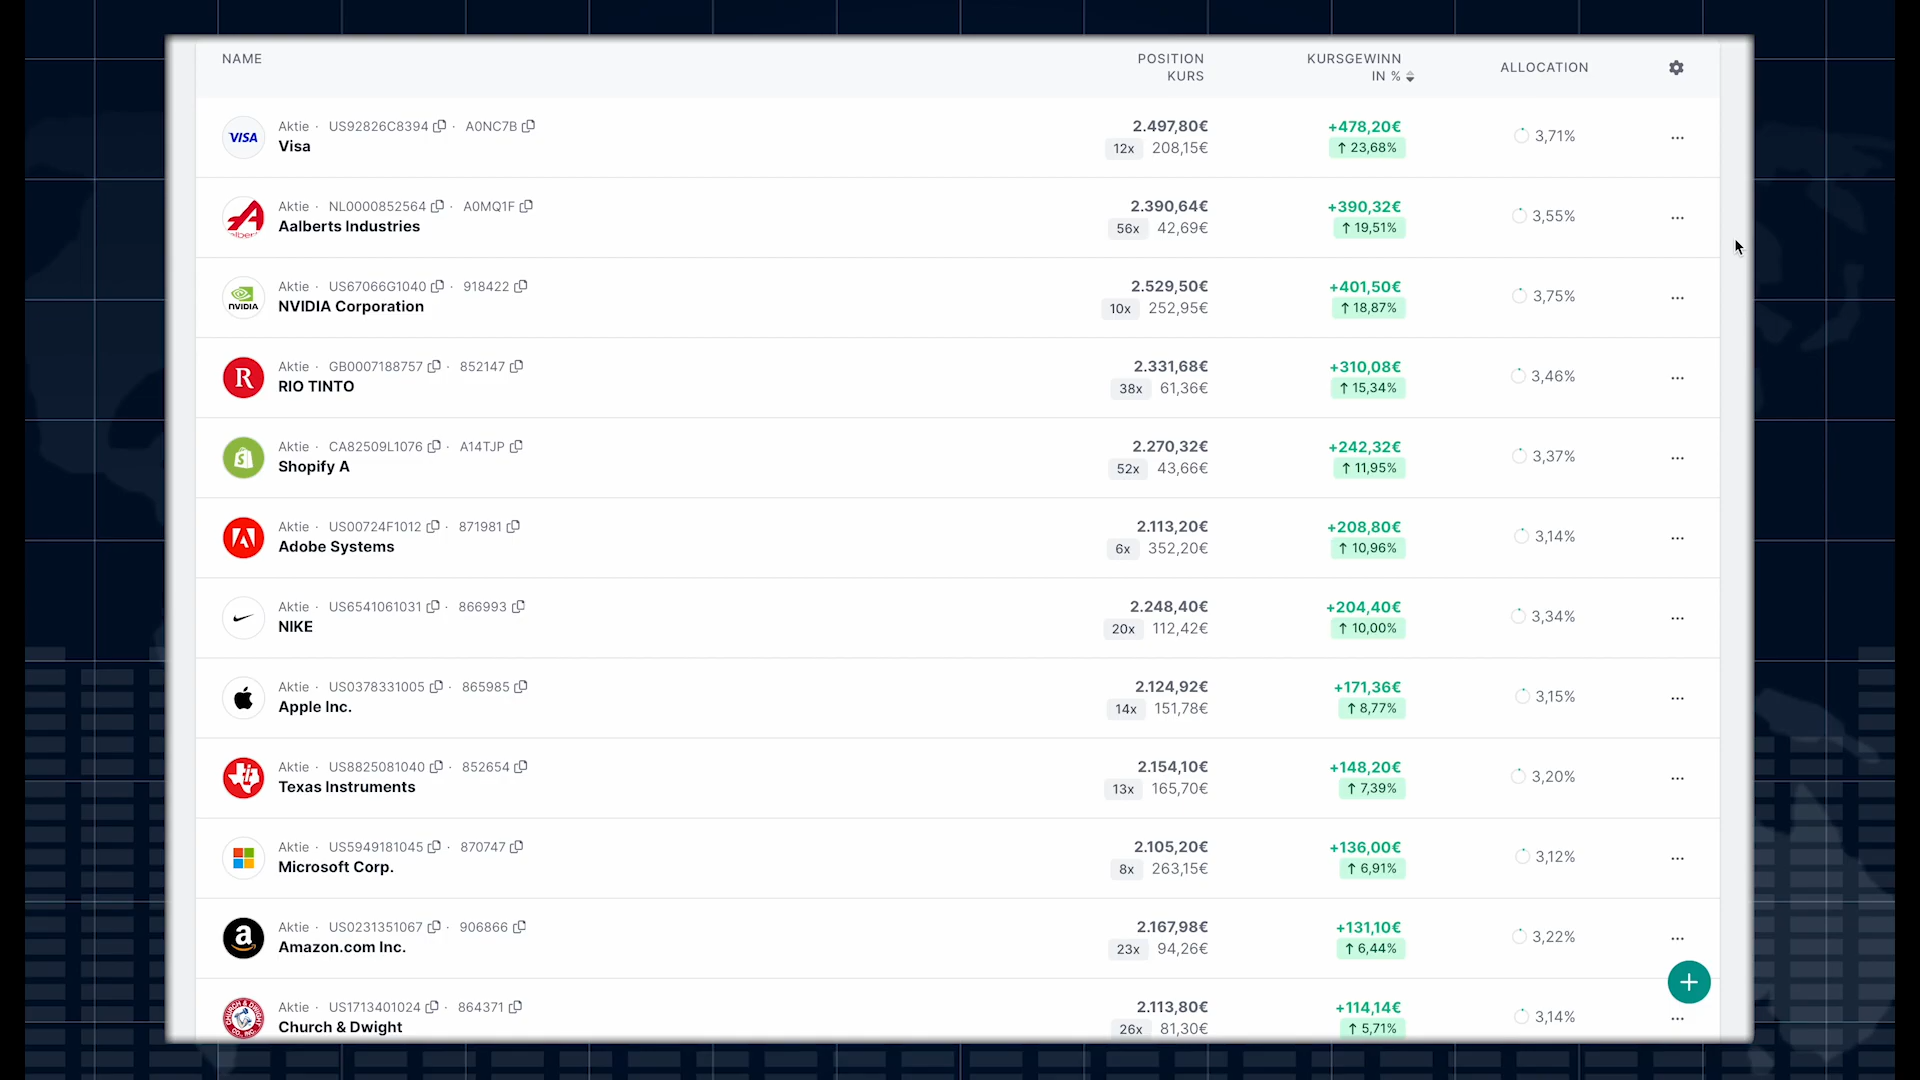 NAME
POSITION
KURS
KURSGEWINN
IN %
ALLOCATION
VISA
Aktie · US92826C8394 · A0NC7B
Visa
2.497,80€
12x 208,15€
+478,20€
↑ 23,68%
3,71%
Aktie · NL0000852564 · A0MQ1F
Aalberts Industries
2.390,64€
56x 42,69€
+390,32€
↑ 19,51%
3,55%
NVIDIA
Aktie · US67066G1040 · 918422
NVIDIA Corporation
2.529,50€
10x 252,95€
+401,50€
↑ 18,87%
3,75%
R
Aktie · GB0007188757 · 852147
RIO TINTO
2.331,68€
38x 61,36€
+310,08€
↑ 15,34%
3,46%
Aktie · CA82509L1076 · A14TJP
Shopify A
2.270,32€
52x 43,66€
+242,32€
↑ 11,95%
3,37%
Aktie · US00724F1012 · 871981
Adobe Systems
2.113,20€
6x 352,20€
+208,80€
↑ 10,96%
3,14%
Aktie · US6541061031 · 866993
NIKE
2.248,40€
20x 112,42€
+204,40€
↑ 10,00%
3,34%
Aktie · US0378331005 · 865985
Apple Inc.
2.124,92€
14x 151,78€
+171,36€
↑ 8,77%
3,15%
Aktie · US8825081040 · 852654
Texas Instruments
2.154,10€
13x 165,70€
+148,20€
↑ 7,39%
3,20%
Aktie · US5949181045 · 870747
Microsoft Corp.
2.105,20€
8x 263,15€
+136,00€
↑ 6,91%
3,12%
a
Aktie · US0231351067 · 906866
Amazon.com Inc.
2.167,98€
23x 94,26€
+131,10€
↑ 6,44%
3,22%
Aktie · US1713401024 · 864371
Church & Dwight
2.113,80€
26x 81,30€
+114,14€
↑ 5,71%
3,14%